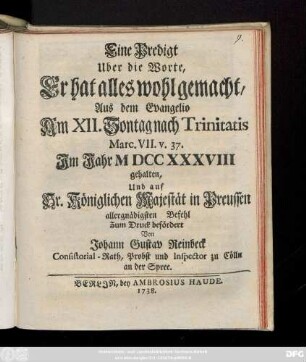 9.
Eine Predigt
Uber die Worte,
Er hat alles wohl gemacht,
Aus dem Evangelio
Am XII. Sontag nach Trinitatis
Marc. VII. v. 37.
Im Jahr M DCC XXXVIII
gehalten,
Und auf
Sr. Königlichen Majestät in Preussen
allergnädigsten Befehl
zum Druck befördert
Von
Johann Gustav Reinbeck
Consistorial-Rath, Probst und Inspector zu Cölln
an der Spree.
BERLIN, bey AMBROSIUS HAUDE.
1738.